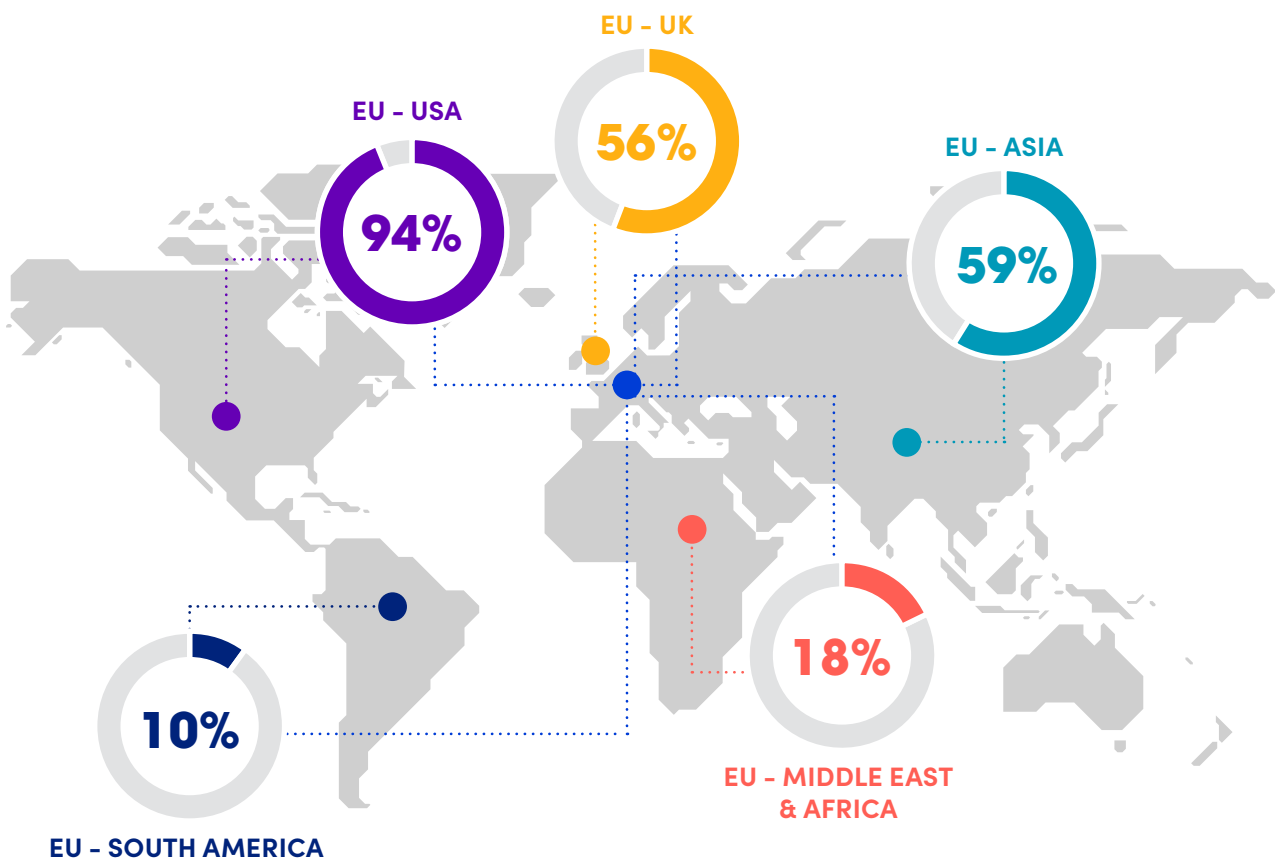 EU - UK
56%
EU - USA
94%
EU - ASIA
59%
18%
EU - MIDDLE EAST
& AFRICA
10%
EU - SOUTH AMERICA